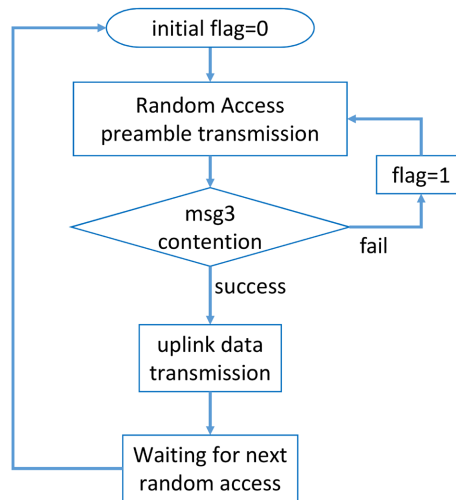 initial flag=0
Random Access
preamble transmission
flag=1
msg3
contention
fail
success
uplink data
transmission
Waiting for next
random access